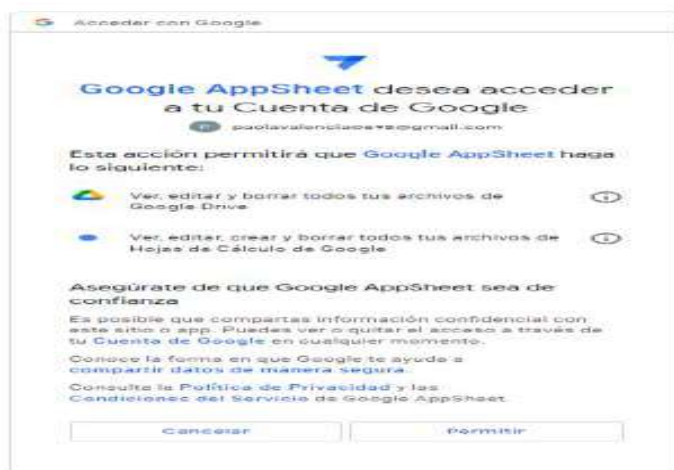 Acceder con Google
Google AppSheet desea acceder
a tu Cuenta de Google
Esta acción permitirá que Google AppSheet haga
lo siguiente:
Ver, editar y borrar todos tus archivos de
Google Drive
Ver, editar, crear y borrar todos tus archivos de
Hojas de Cálculo de Google
Asegúrate de que Google AppSheet sea de
confianza
Es posible que compartas información confidencial con
este sitio o app. Puedes ver o quitar el acceso a través de
tu Cuenta de Google en cualquier momento.
Conoce la forma en que Google te ayuda a
compartir datos de manera segura.
Consulta la Política de Privacidad y las
Condiciones del Servicio de Google AppSheet.
Cancelar
Permitir